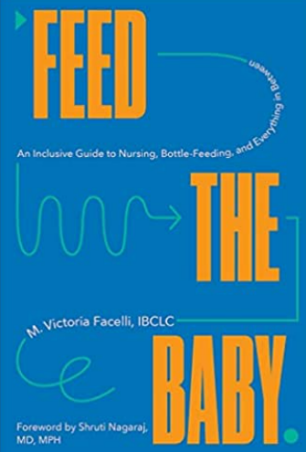 FEED
An Inclusive Guide to Nursing, Bottle-Feeding, and Everything in Between
THE
M. Victoria Facelli, IBCLC
BABY.
Foreword by Shruti Nagaraj,
MD, MPH